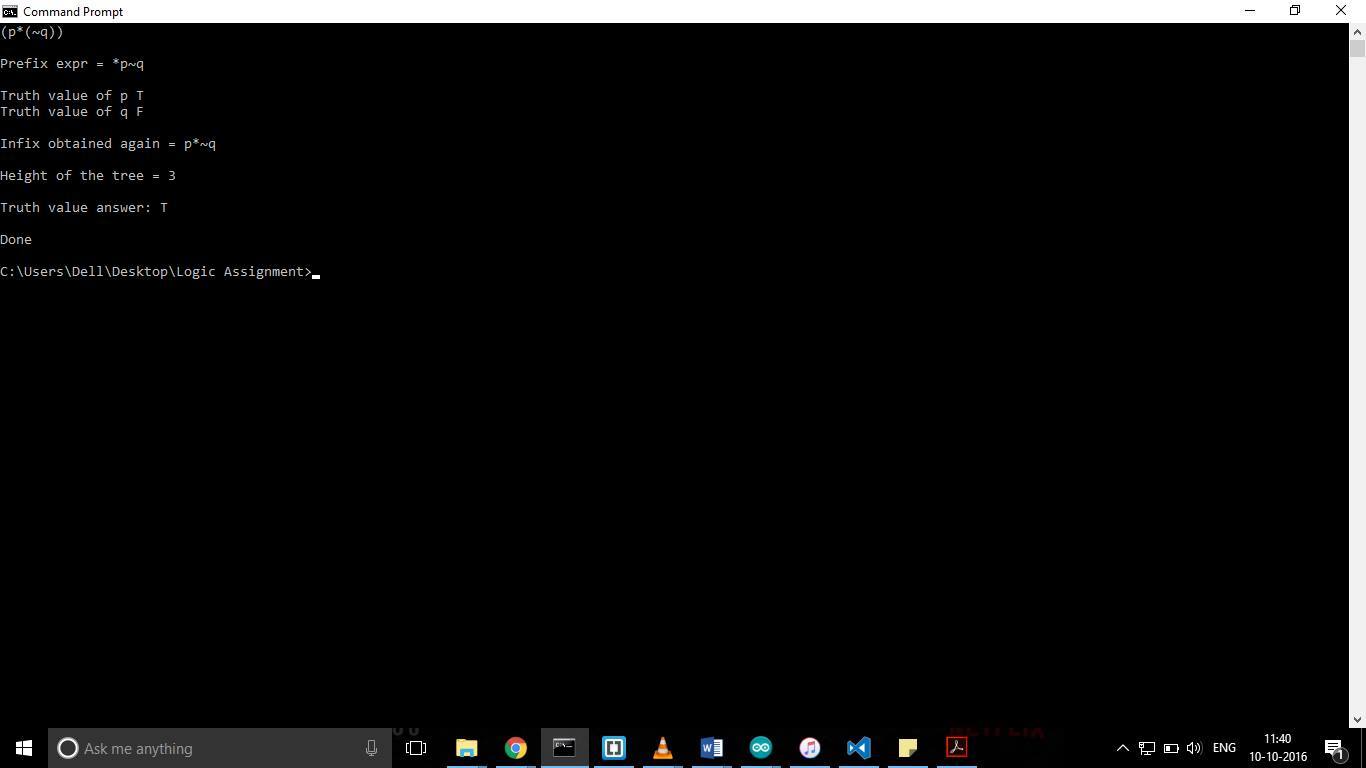 Command Prompt
(p*(~q))
Prefix expr = *p~q
Truth value of p T
Truth value of q F
Infix obtained again = p*~q
Height of the tree = 3
Truth value answer: T
Done
C:\Users\Dell\Desktop\Logic Assignment>
Ask me anything
ENG
11:40
10-10-2016
1